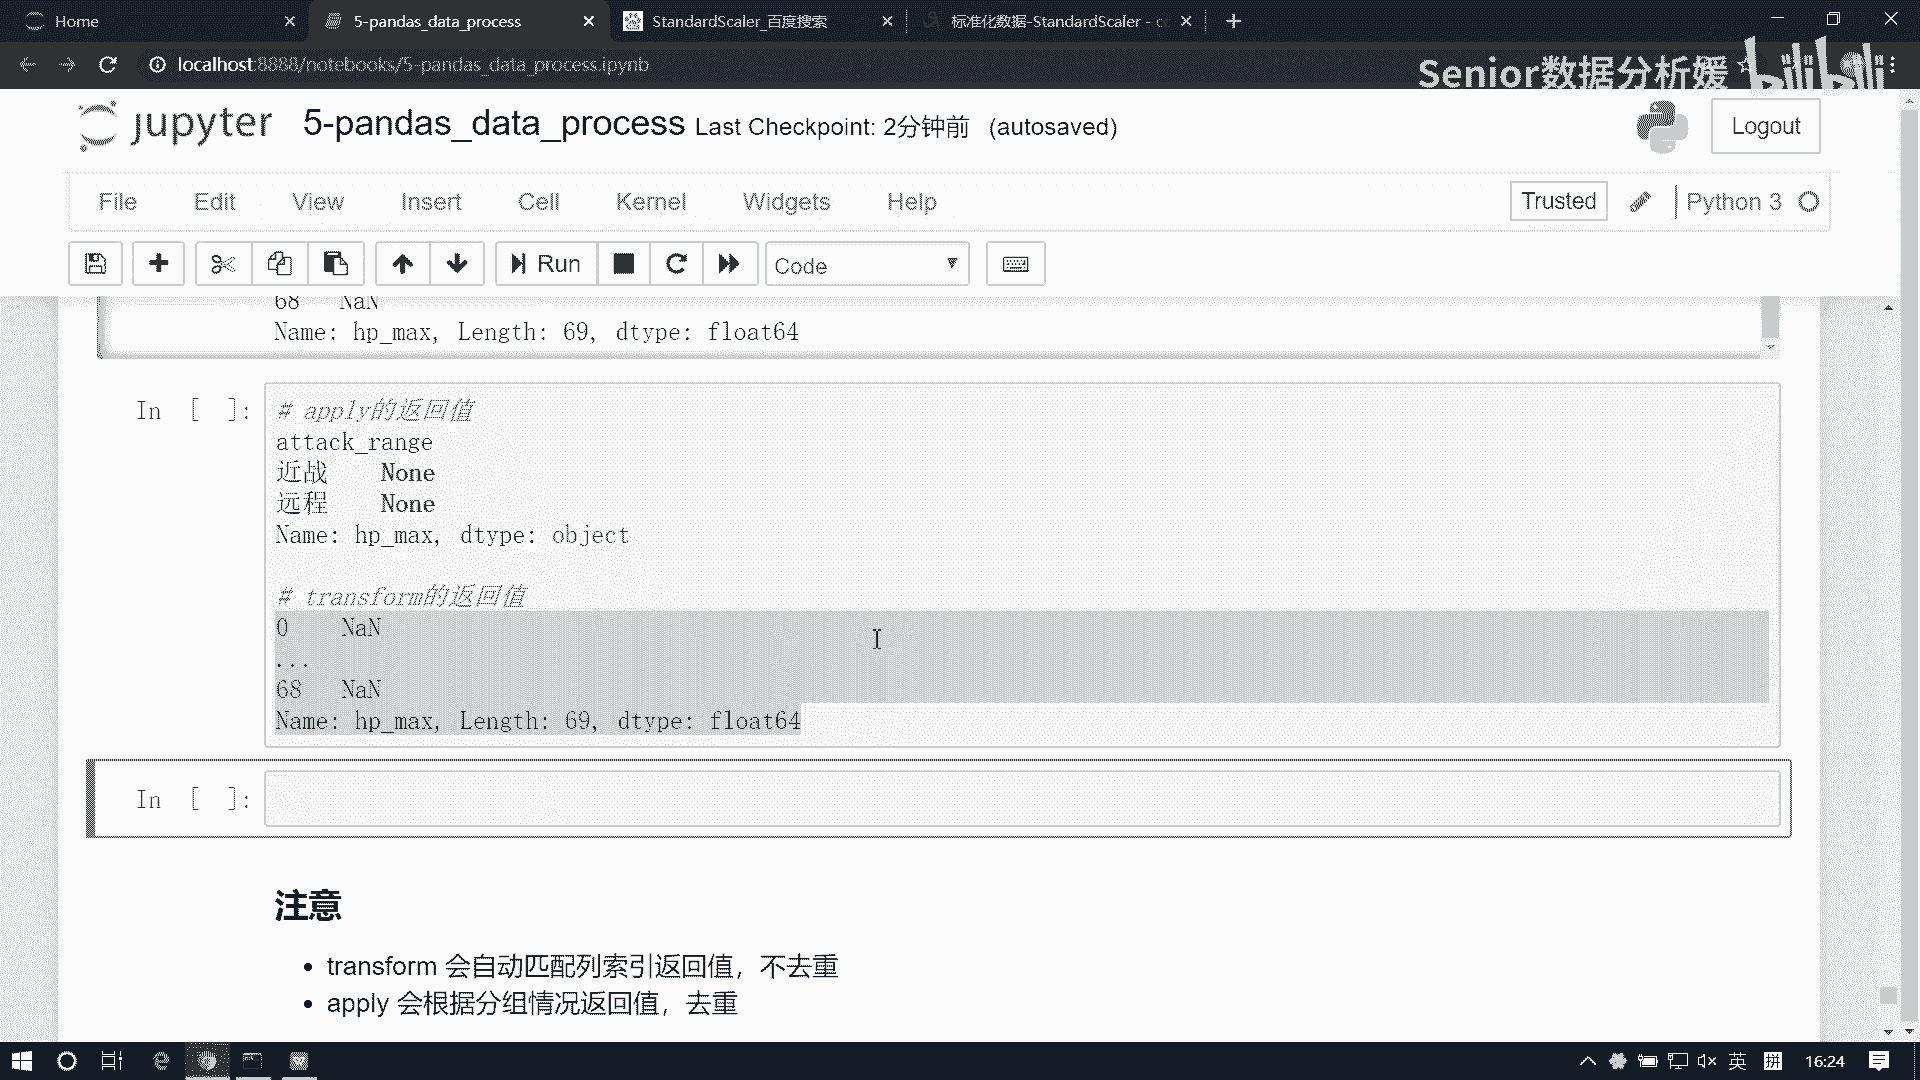 Home
5-pandas_data_process
StandardScaler_百度搜索
标准化数据-StandardScaler - c
localhost:8888/notebooks/5-pandas_data_process.ipynb
Senior数据分析媛
bilibili
jupyter
5-pandas_data_process Last Checkpoint: 2分钟前 (autosaved)
Logout
File Edit View Insert Cell Kernel Widgets Help
Trusted
Python 3
Run
Code
68 NaN
Name: hp_max, Length: 69, dtype: float64
In [ ]:
# apply的返回值
attack_range
近战 None
远程 None
Name: hp_max, dtype: object
# transform的返回值
0 NaN
...
68 NaN
Name: hp_max, Length: 69, dtype: float64
In [ ]:
注意
• transform 会自动匹配列索引返回值，不去重
• apply 会根据分组情况返回值，去重
英
拼
16:24